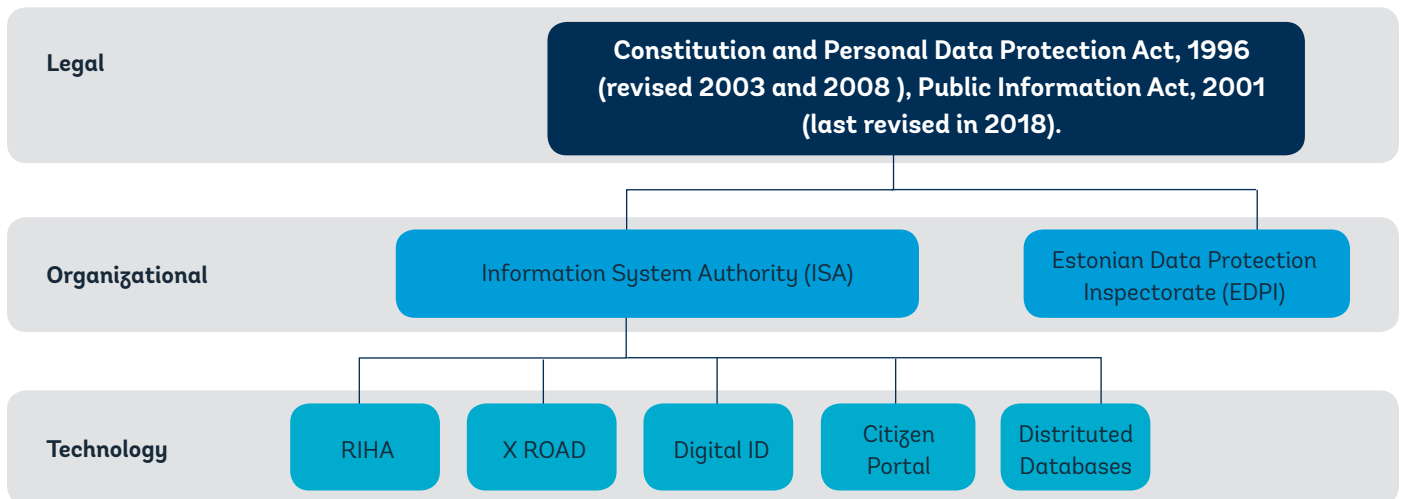 Legal
Constitution and Personal Data Protection Act, 1996
(revised 2003 and 2008 ), Public Information Act, 2001
(last revised in 2018).
Organizational
Information System Authority (ISA)
Estonian Data Protection
Inspectorate (EDPI)
Technology
RIHA
X ROAD
Digital ID
Citizen
Portal
Distrituted
Databases